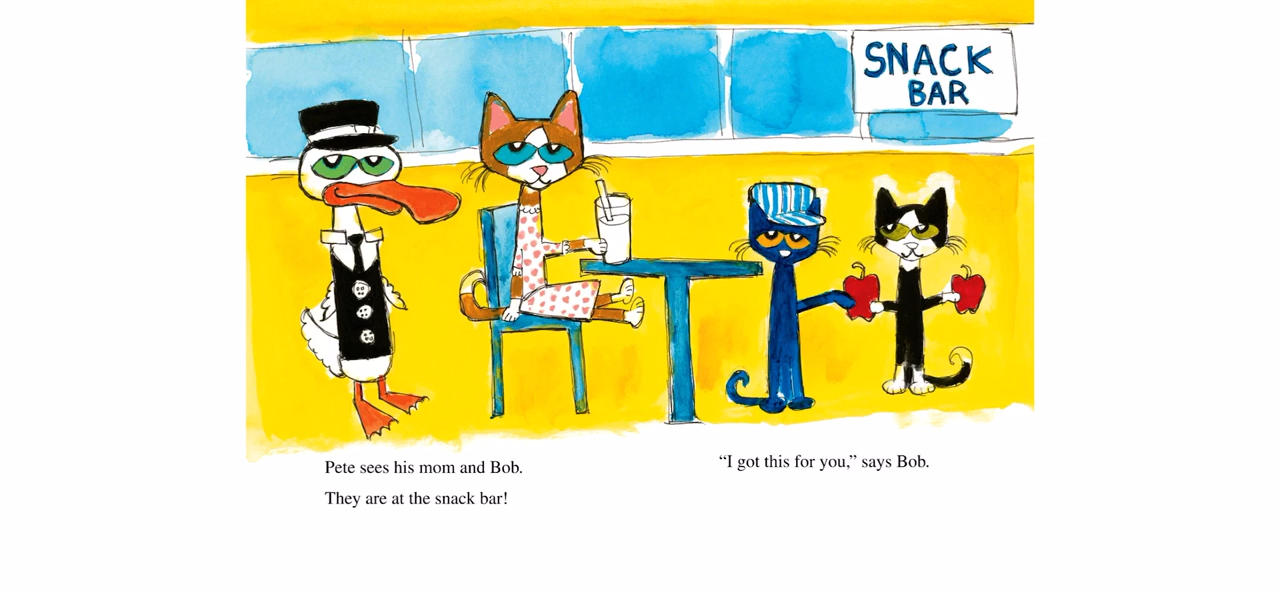 SNACK
BAR
Pete sees his mom and Bob.
They are at the snack bar!
“I got this for you,” says Bob.